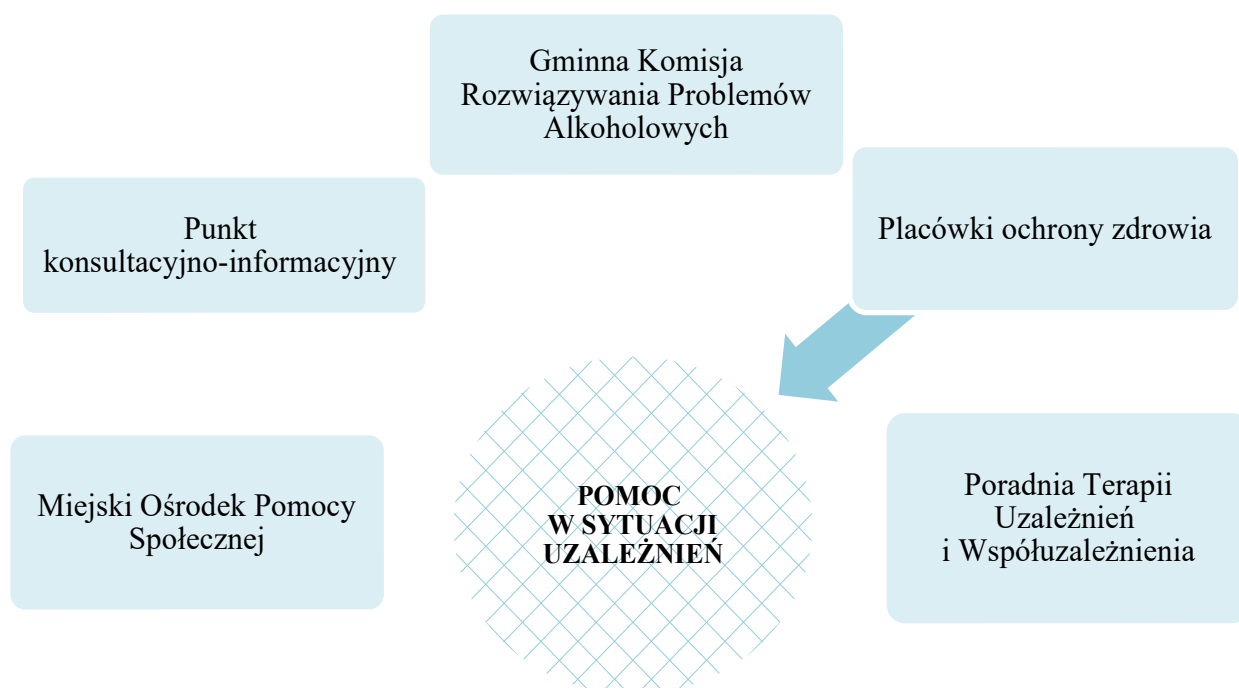 Gminna Komisja
Rozwiązywania Problemów
Alkoholowych
Punkt
konsultacyjno-informacyjny
Placówki ochrony zdrowia
Miejski Ośrodek Pomocy
Społecznej
POMOC
W SYTUACJI
UZALEŻNIEŃ
Poradnia Terapii
Uzależnień
i Współuzależnienia